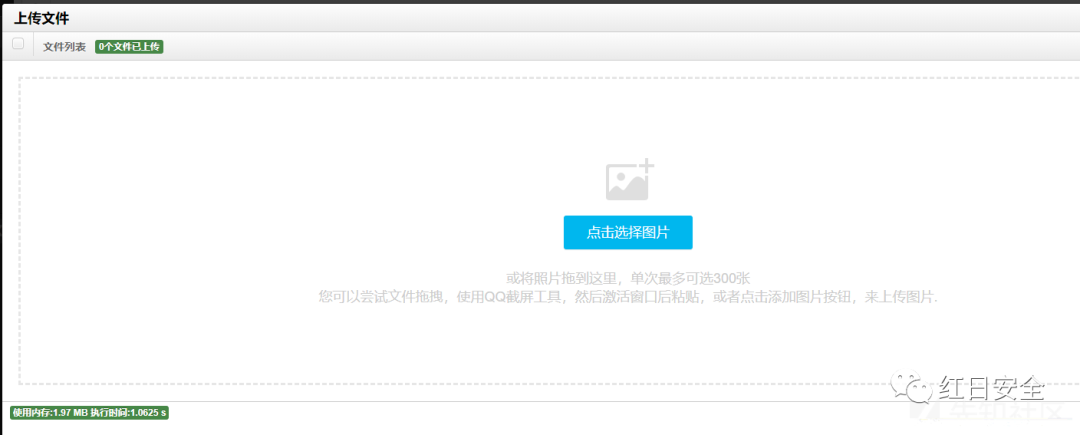 上传文件
文件列表 0个文件已上传
点击选择图片
或将照片拖到这里，单次最多可选300张
您可以尝试文件拖拽，使用QQ截屏工具，然后激活窗口后粘贴，或者点击添加图片按钮，来上传图片.
红日安全
先知社区
使用内存:1.97 MB 执行时间:1.0625 s